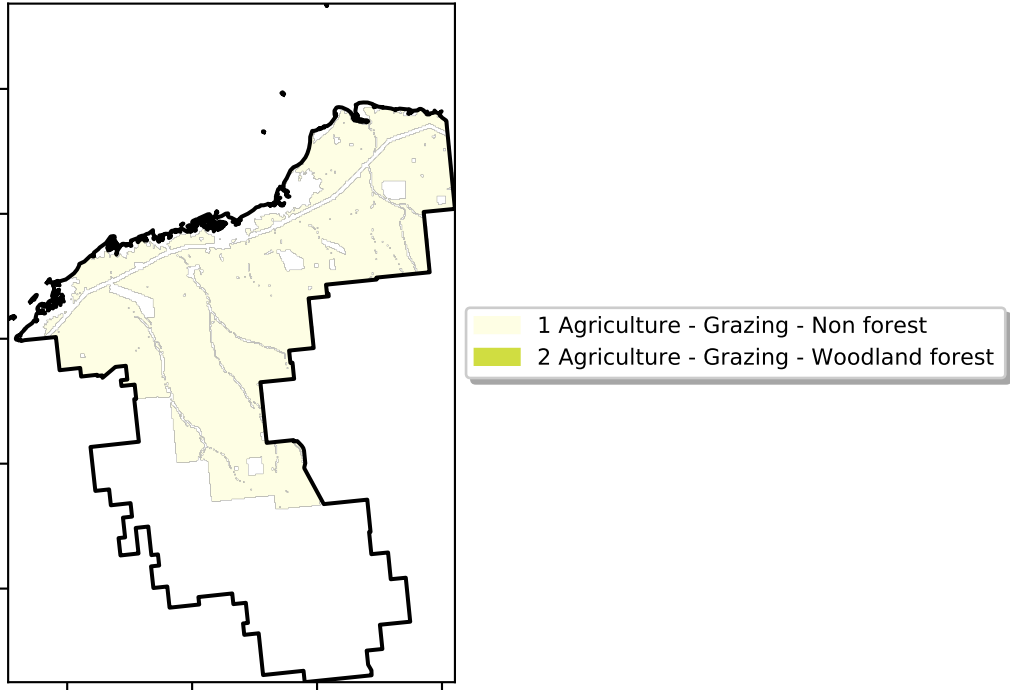 1 Agriculture - Grazing - Non forest
2 Agriculture - Grazing - Woodland forest